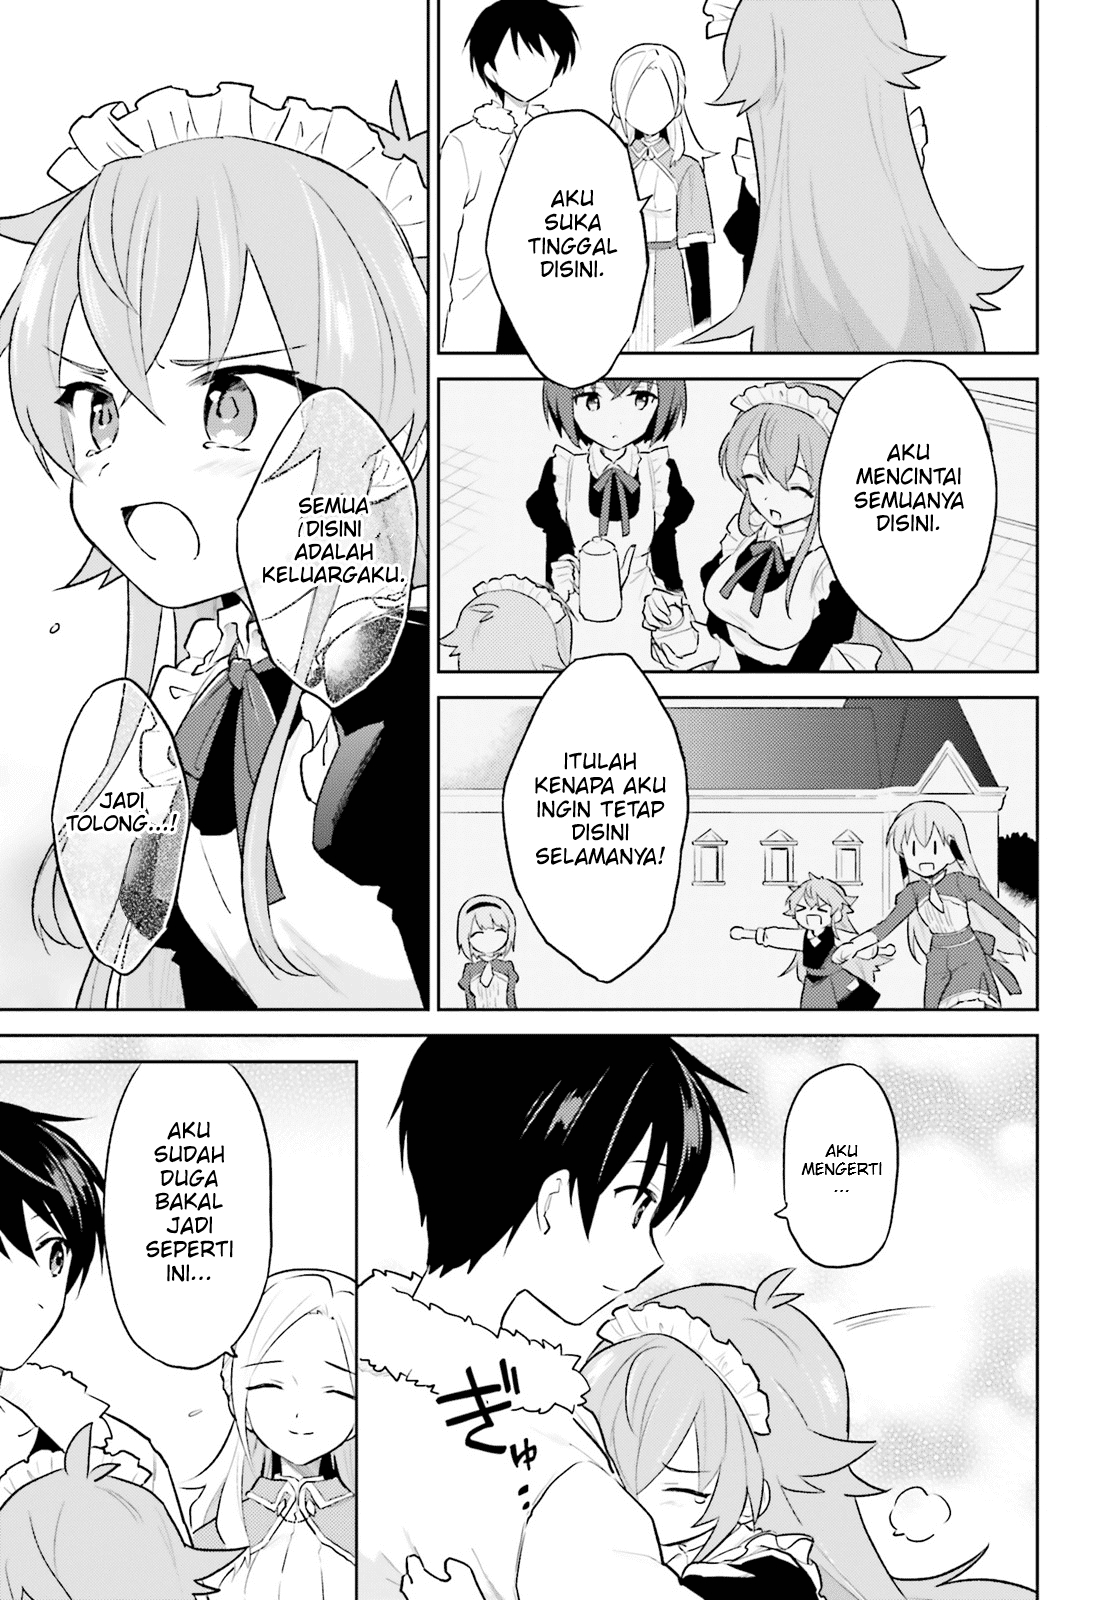 AKU
SUKA
TINGGAL
DISINI.
AKU
MENCINTAI
SEMUANYA
DISINI.
ITULAH
KENAPA AKU
INGIN TETAP
DISINI
SELAMANYA!
SEMUA
DISINI
ADALAH
KELUARGAKU.
JADI
TOLONG...!
AKU
MENGERTI
...
ぎゅ...
AKU
SUDAH
DUGA
BAKAL
JADI
SEPERTI
INI...